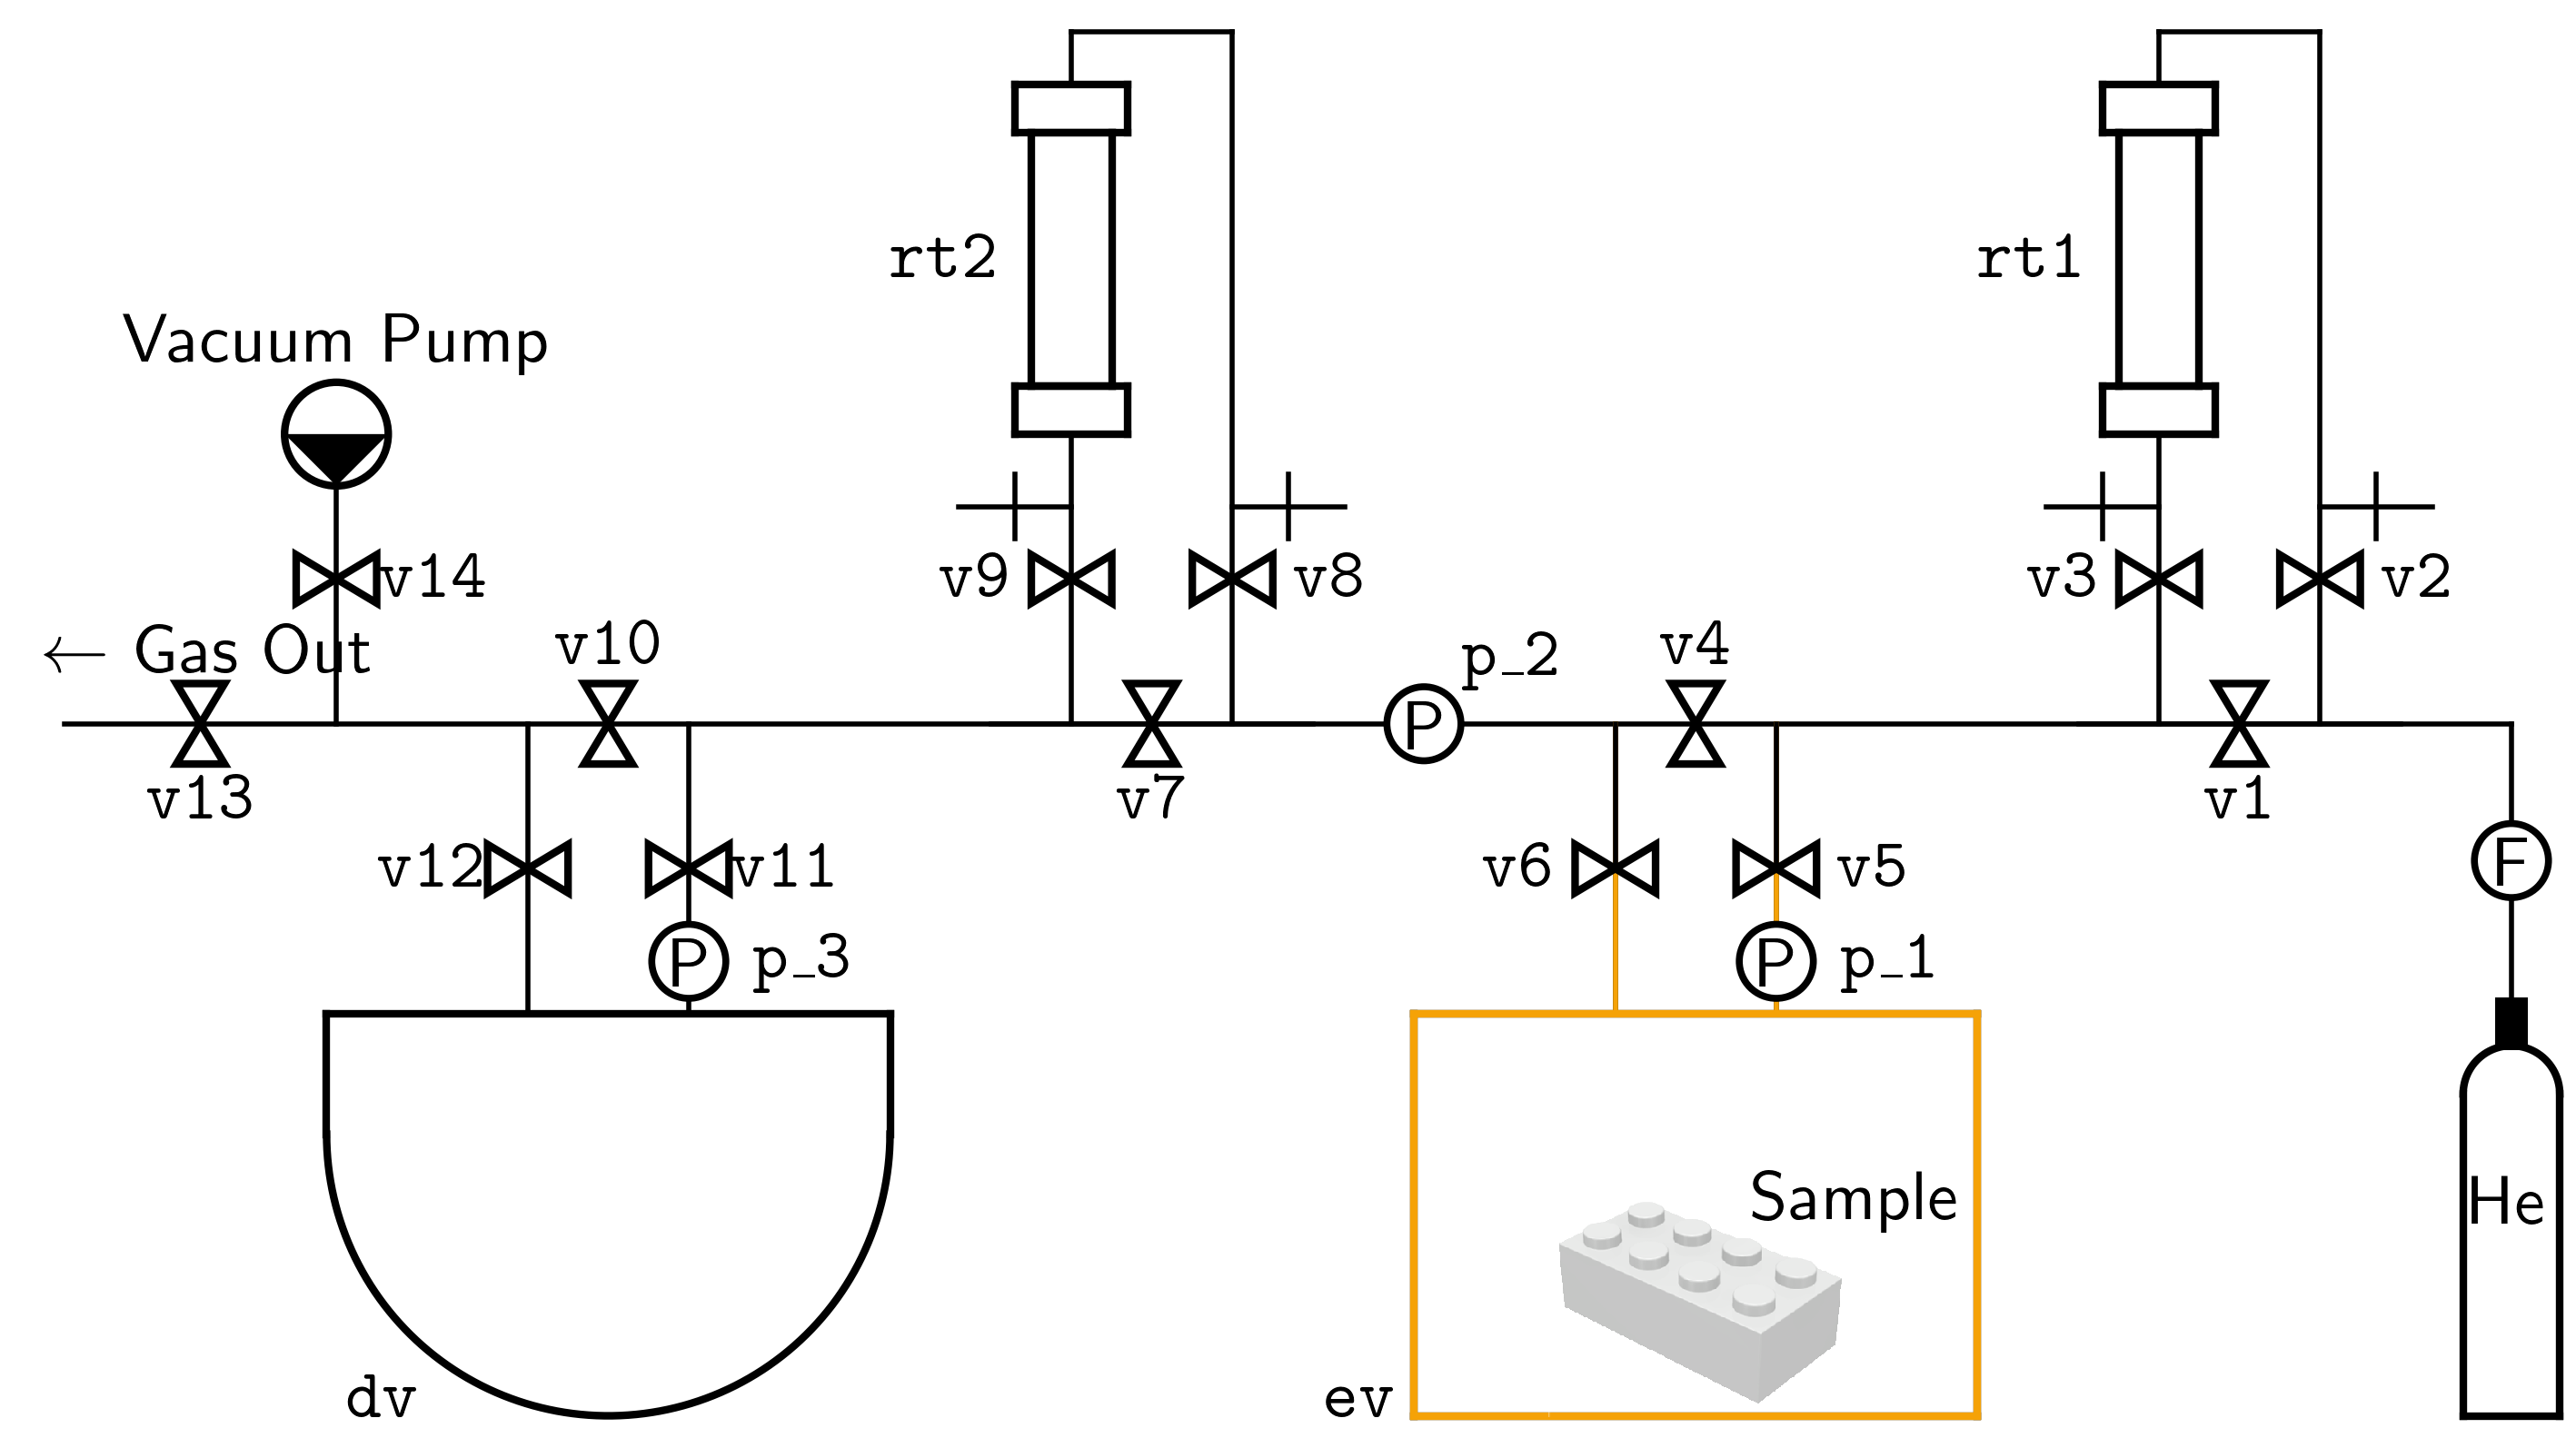 rt2
rt1
Vacuum Pump
v14
v9
v8
v3
v2
← Gas Out
v10
p_2
v4
P
v13
v7
v1
v12
v11
v6
v5
F
P
p_3
P
p_1
Sample
He
dv
ev